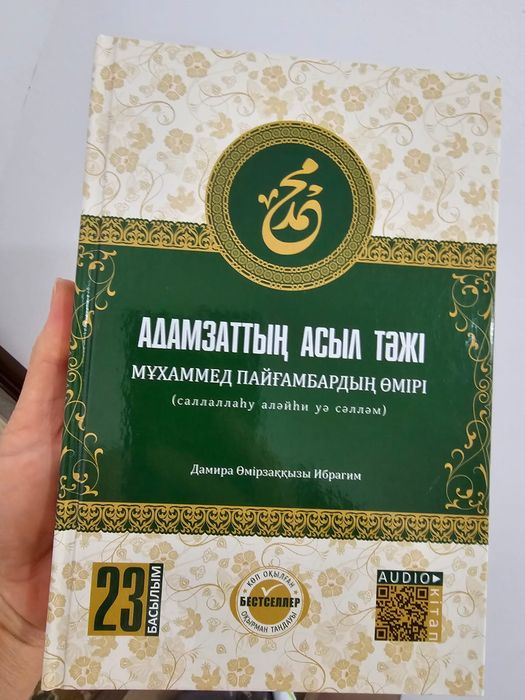 محمد
АДАМЗАТТЫҢ АСЫЛ ТӘЖІ
МҰХАММЕД ПАЙҒАМБАРДЫҢ ӨМІРІ
(саллаллаһу аләйһи уә сәлләм)
Дамира Өмірзаққызы Ибрагим
23
БАСЫЛЫМ
КӨП ОҚЫЛҒАН
БЕСТСЕЛЛЕР
ОҚЫРМАН ТАҢДАУЫ
AUDIO
КІТАП